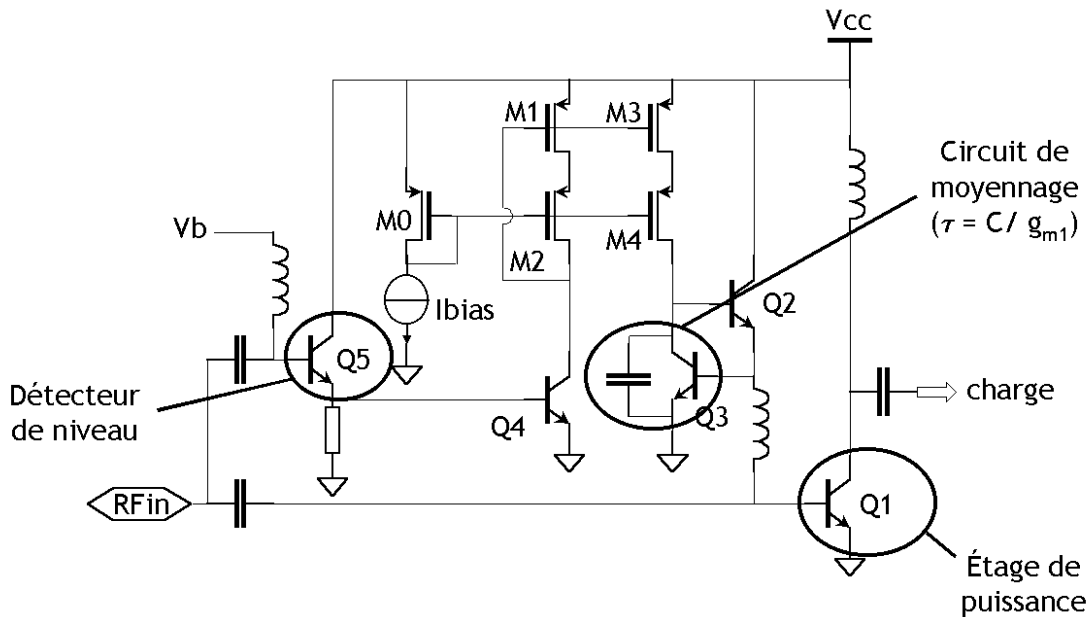 Vcc
M1
M3
Circuit de
moyennage
(τ = C/ gm1)
Vb
M0
M2
M4
Ibias
Q2
Q5
Détecteur
de niveau
Q4
Q3
charge
RFin
Q1
Étage de
puissance